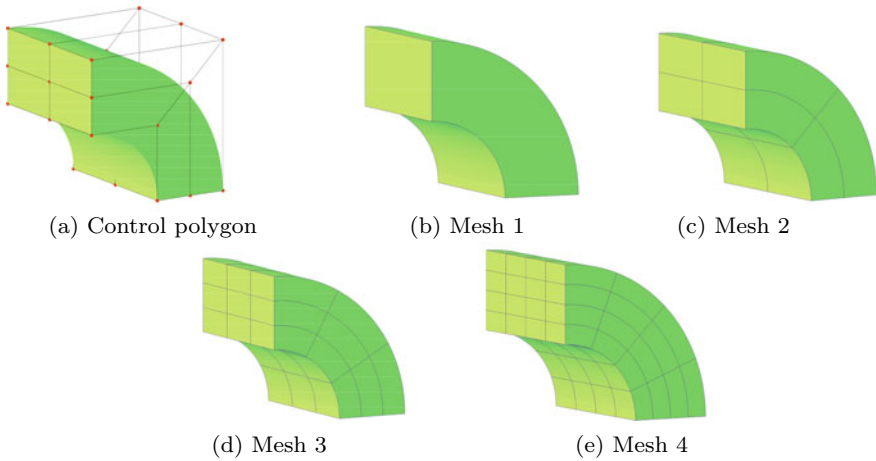 (a) Control polygon
(b) Mesh 1
(c) Mesh 2
(d) Mesh 3
(e) Mesh 4